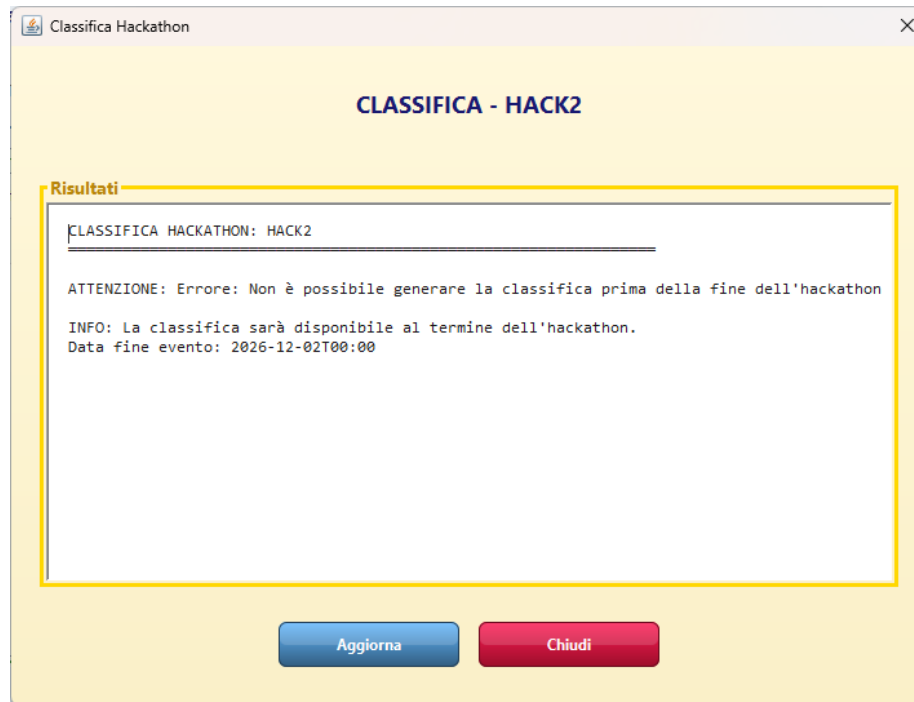 Classifica Hackathon
CLASSIFICA - HACK2
Risultati
CLASSIFICA HACKATHON: HACK2
ATTENZIONE: Errore: Non è possibile generare la classifica prima della fine dell'hackathon
INFO: La classifica sarà disponibile al termine dell'hackathon.
Data fine evento: 2026-12-02T00:00
Aggiorna
Chiudi